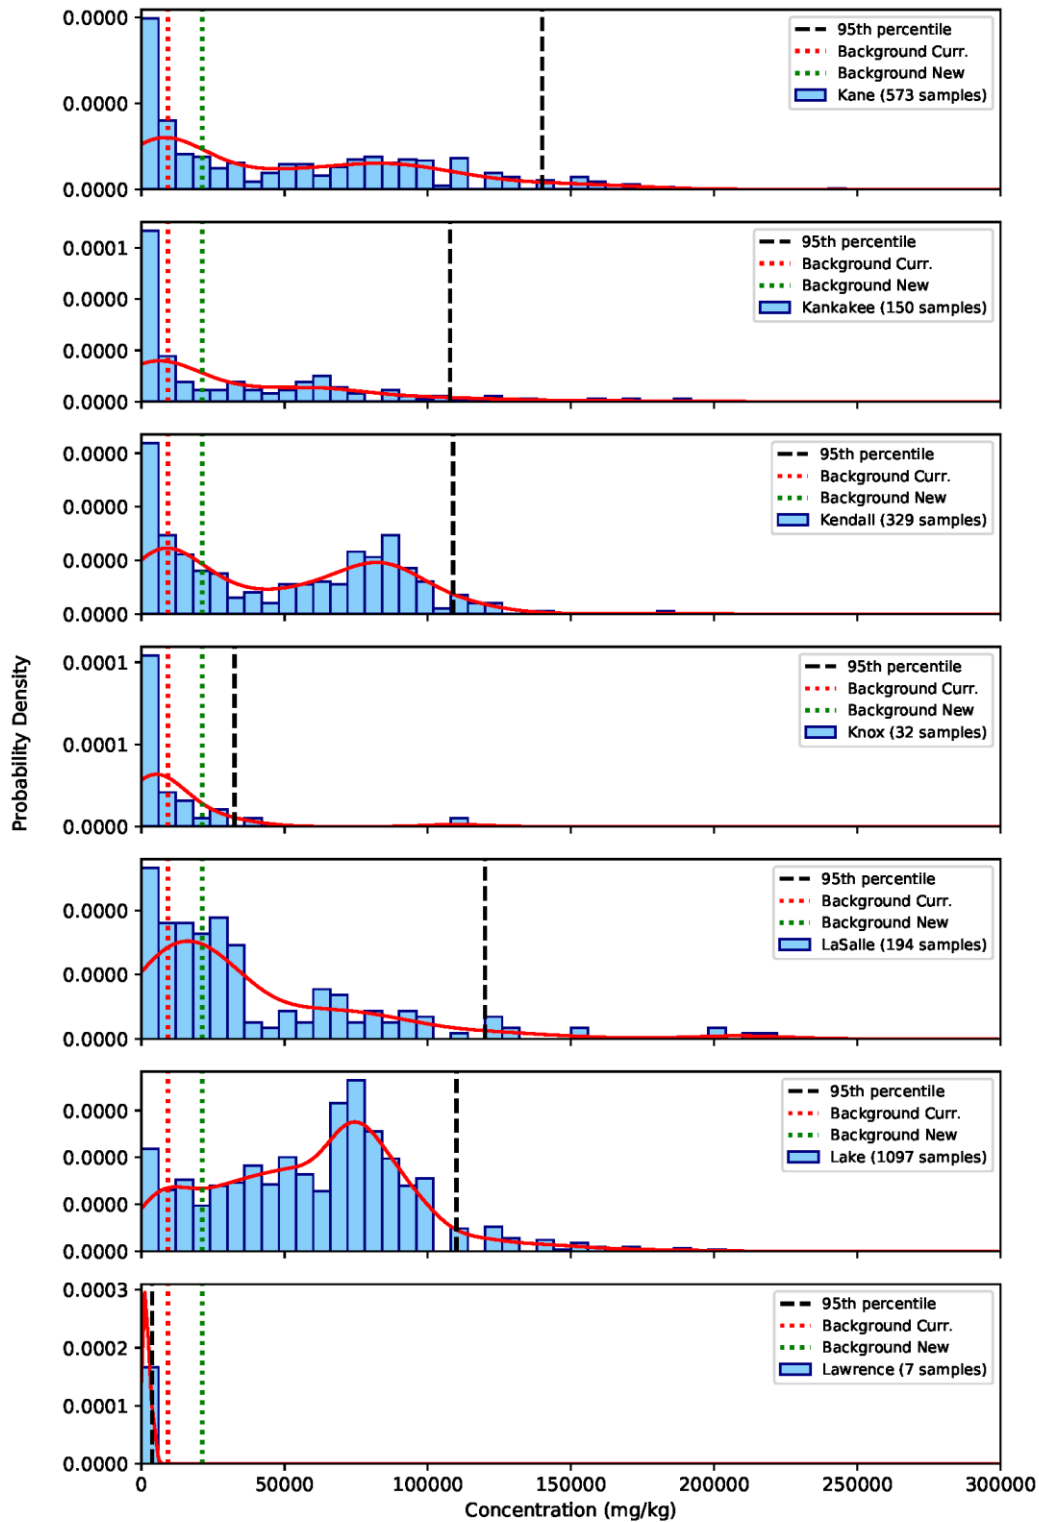 0.0000
0.0000
0.0000
95th percentile
Background Curr.
Background New
Kane (573 samples)
0.0001
0.0000
0.0000
0.0000
95th percentile
Background Curr.
Background New
Kankakee (150 samples)
0.0000
0.0000
0.0000
0.0000
95th percentile
Background Curr.
Background New
Kendall (329 samples)
Probability Density
0.0001
0.0001
0.0000
95th percentile
Background Curr.
Background New
Knox (32 samples)
0.0000
0.0000
0.0000
95th percentile
Background Curr.
Background New
LaSalle (194 samples)
0.0000
0.0000
0.0000
0.0000
95th percentile
Background Curr.
Background New
Lake (1097 samples)
0.0003
0.0002
0.0001
0.0000
95th percentile
Background Curr.
Background New
Lawrence (7 samples)
0 50000 100000 150000 200000 250000 300000
Concentration (mg/kg)